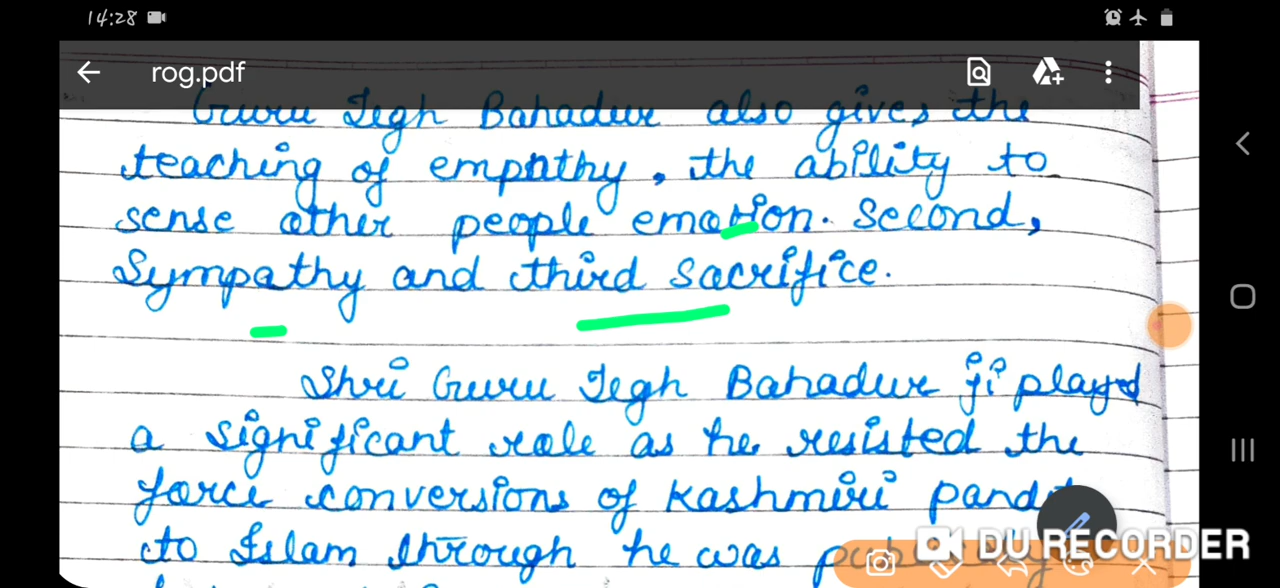 14:28
rog.pdf
Guru Tegh Bahadur also gives the
teaching of empathy, the ability to
sense other people emotion. Second,
Sympathy and third sacrifice.
Shri Guru Tegh Bahadur ji played
a significant role as he resisted the
force conversions of Kashmiri
to Islam through he was
DU RECORDER